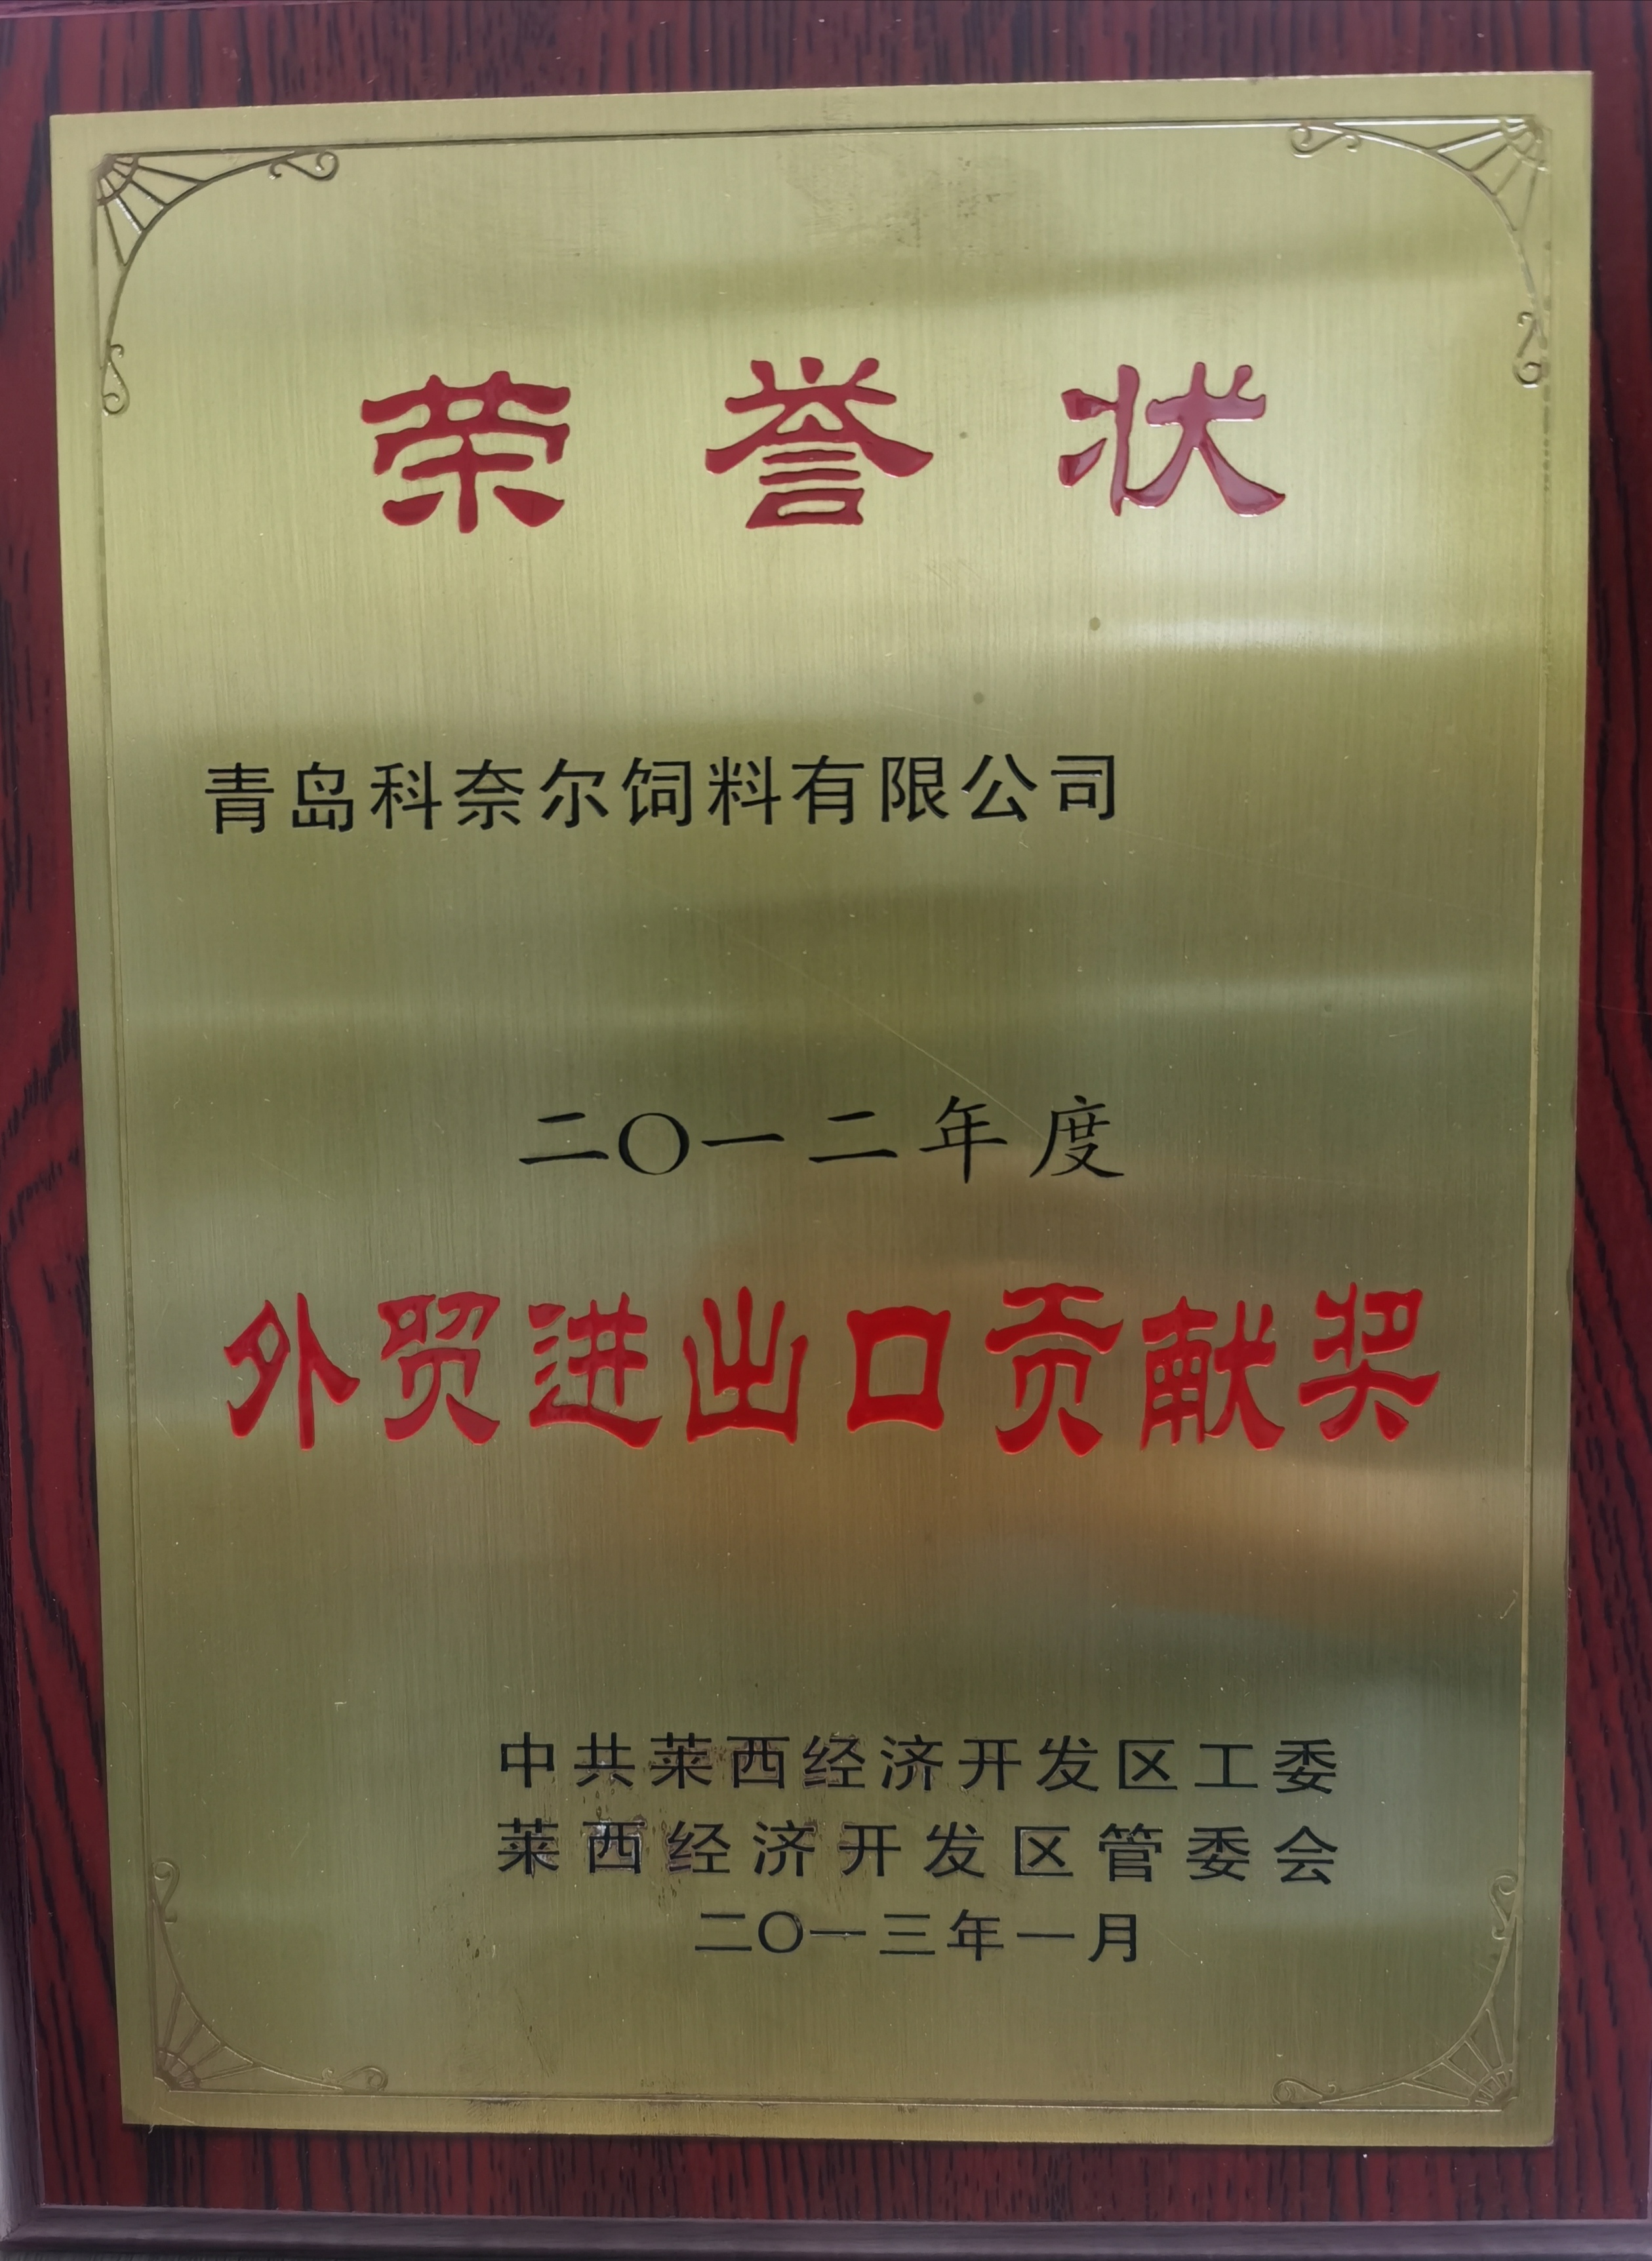 荣誉状
青岛科奈尔饲料有限公司
二〇一二年度
外贸进出口贡献奖
中共莱西经济开发区工委
莱西经济开发区管委会
二〇一三年一月